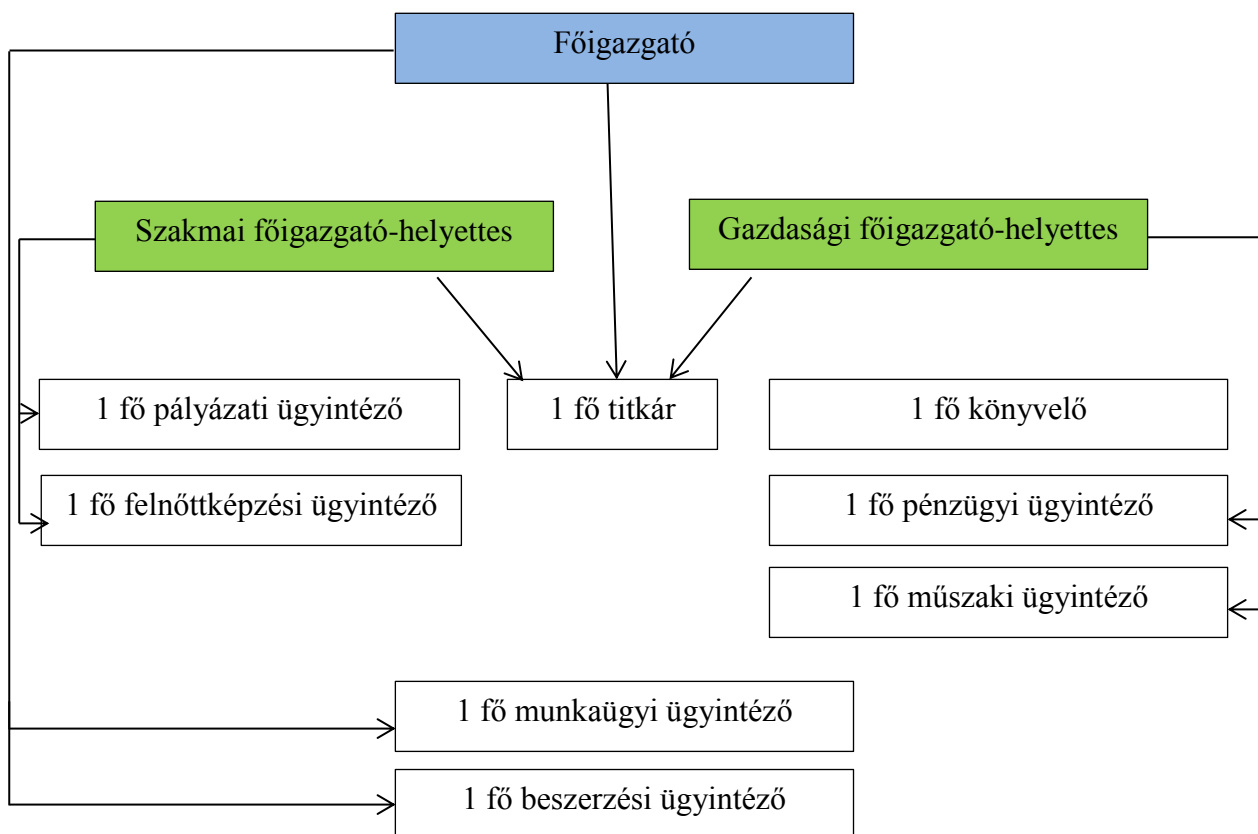 Főigazgató
Szakmai főigazgató-helyettes
Gazdasági főigazgató-helyettes
1 fő pályázati ügyintéző
1 fő titkár
1 fő könyvelő
1 fő felnőttképzési ügyintéző
1 fő pénzügyi ügyintéző
1 fő műszaki ügyintéző
1 fő munkaügyi ügyintéző
1 fő beszerzési ügyintéző